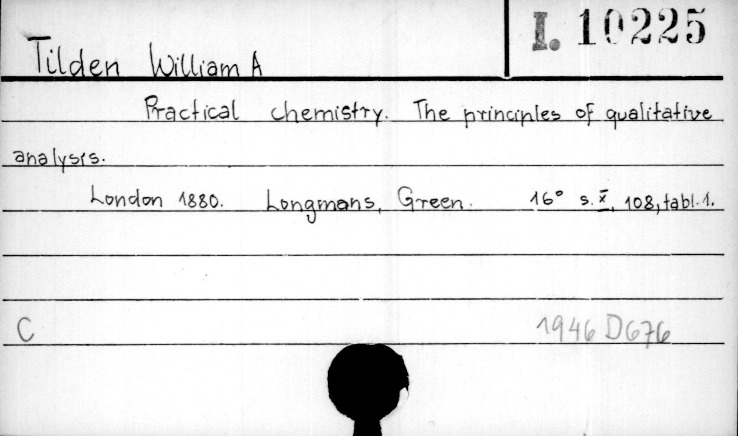 I. 10225
Tilden William A
Practical chemistry. The principles of qualitative
analysis.
London 1880. Longmans, Green. 16° s. X, 108, tabl. 1.
C 1946 D676